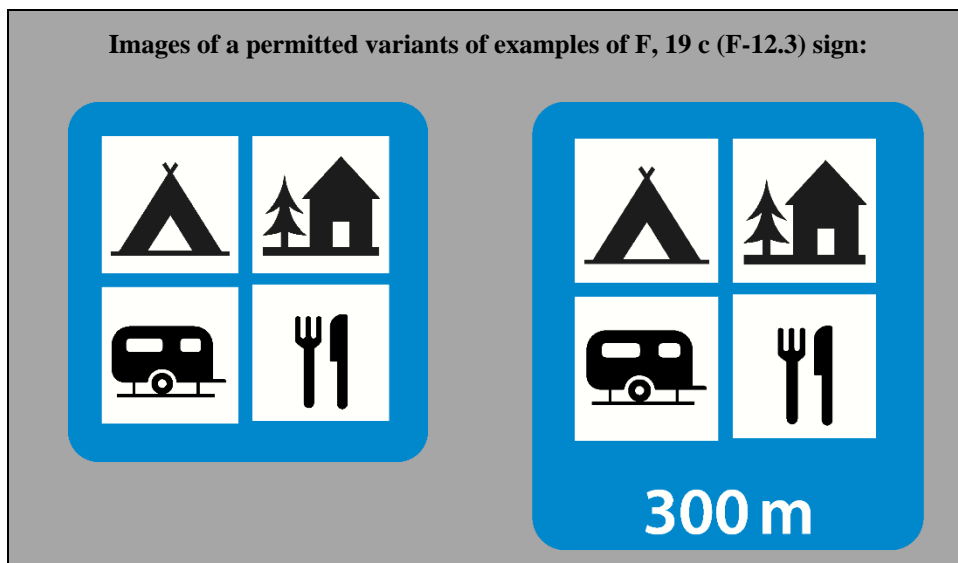 Images of a permitted variants of examples of F, 19 c (F-12.3) sign:
300 m